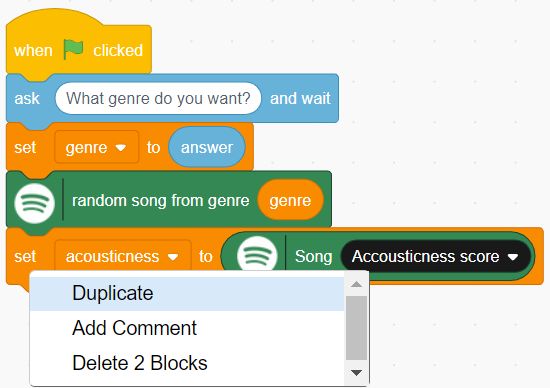 when clicked
ask What genre do you want? and wait
set genre to answer
random song from genre genre
set acousticness to Song Accousticness score
Duplicate
Add Comment
Delete 2 Blocks